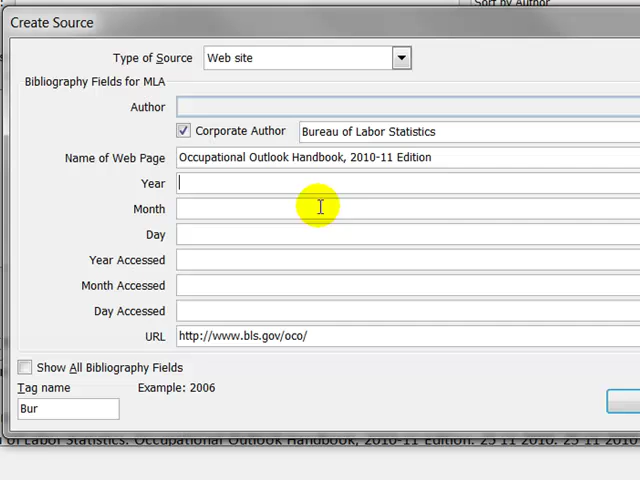 Sort by Author
Create Source
Type of Source Web site
Bibliography Fields for MLA
Author
Corporate Author Bureau of Labor Statistics
Name of Web Page Occupational Outlook Handbook, 2010-11 Edition
Year
Month
Day
Year Accessed
Month Accessed
Day Accessed
URL http://www.bls.gov/oco/
Show All Bibliography Fields
Tag name Example: 2006
Bur
of Labor Statistics. Occupational Outlook Handbook, 2010-11 Edition. 25 11 2010. 25 11 2010